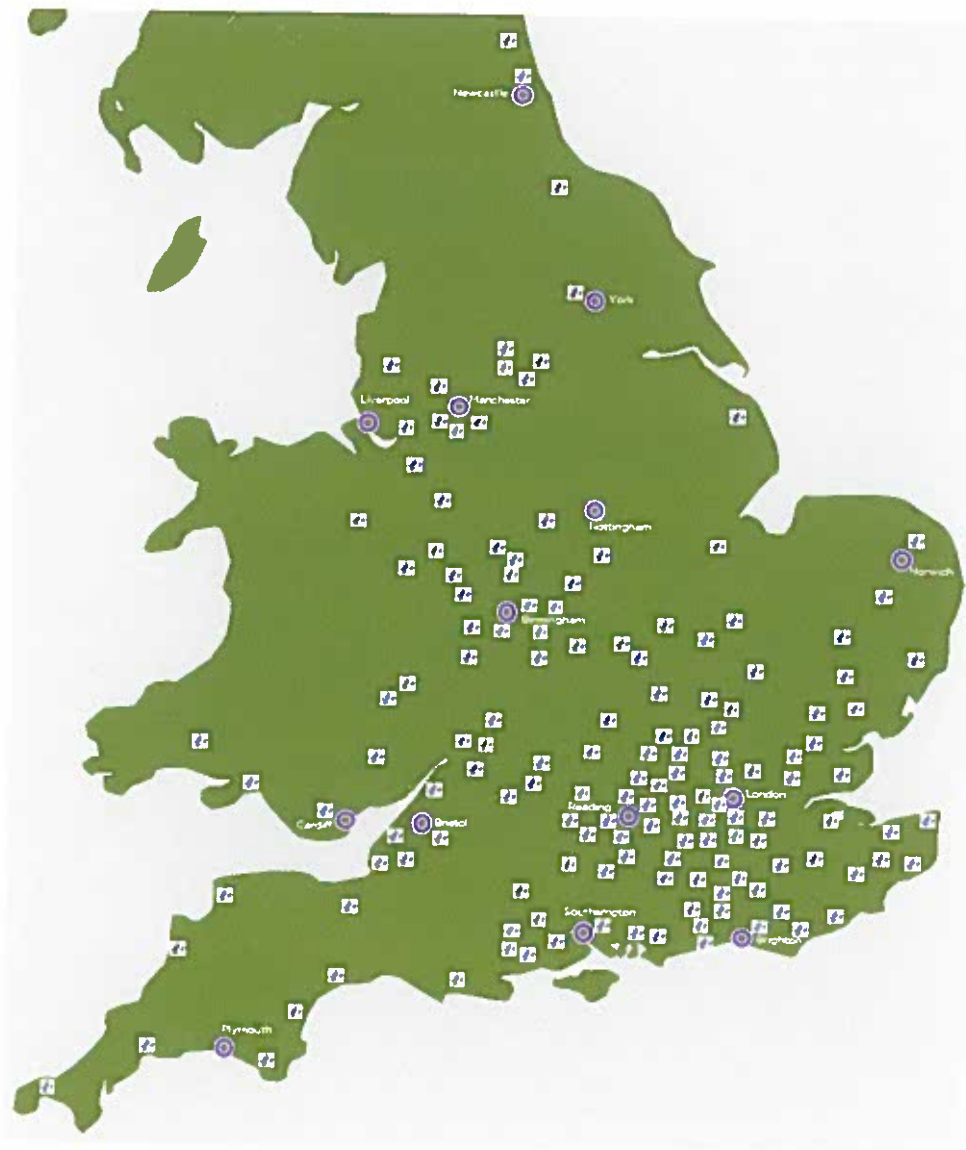 Newcastle
York
Liverpool
Manchester
Nottingham
Norwich
Birmingham
London
Reading
Cardiff
Bristol
Southampton
Brighton
Plymouth